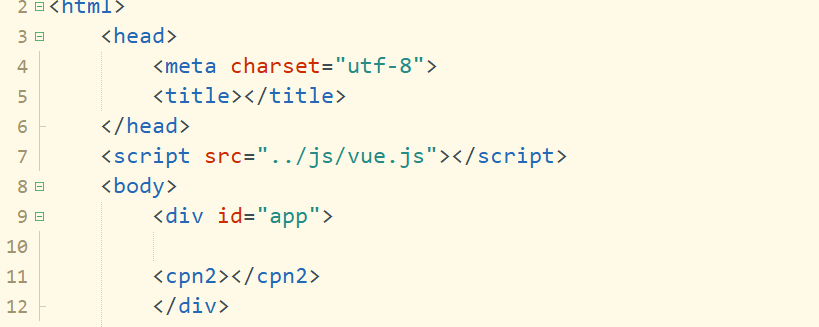 2 <html>
3 <head>
4 <meta charset="utf-8">
5 <title></title>
6 </head>
7 <script src="../js/vue.js"></script>
8 <body>
9 <div id="app">
10
11 <cpn2></cpn2>
12 </div>